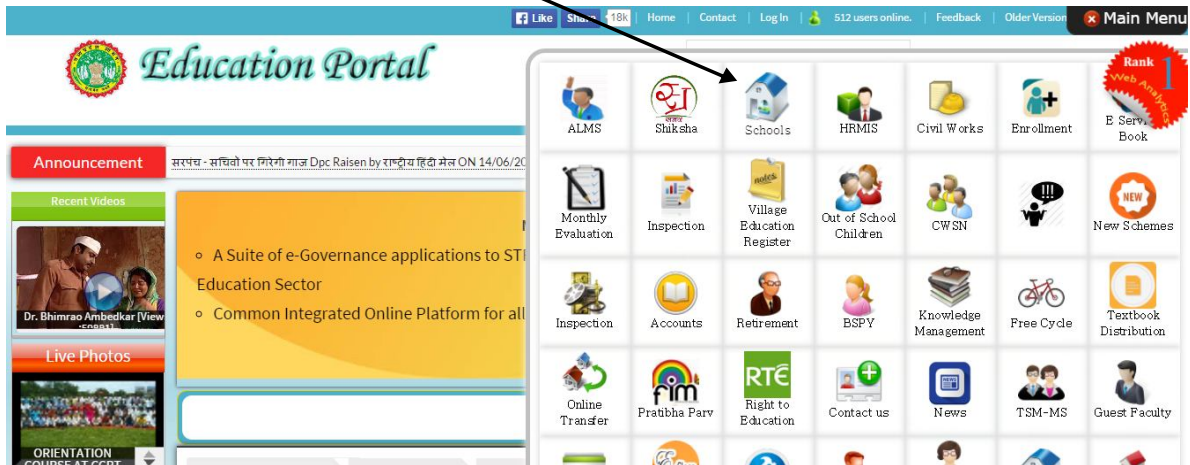 Like Share 18k Home Contact Log In 512 users online. Feedback Older Version Main Menu
Education Portal
Rank 1
Web Analytics
ALMS Shiksha Schools HRMIS Civil Works Enrollment E Book
Announcement सरपंच - सचिवो पर गिरेगी गाज Dpc Raisen by राष्ट्रीय हिंदी मेल ON 14/06/20
Recent Videos
notes
!!!
NEW
Monthly Evaluation Inspection Village Education Register Out of School Children CWSN New Schemes
A Suite of e-Governance applications to
Education Sector
Common Integrated Online Platform for all
Dr. Bhimrao Ambedkar [View
Inspection Accounts Retirement BSPY Knowledge Management Free Cycle Textbook Distribution
Live Photos
fim
RTE
NEWS
Online Transfer Pratibha Parv Right to Education Contact us News TSM-MS Guest Faculty
ORIENTATION